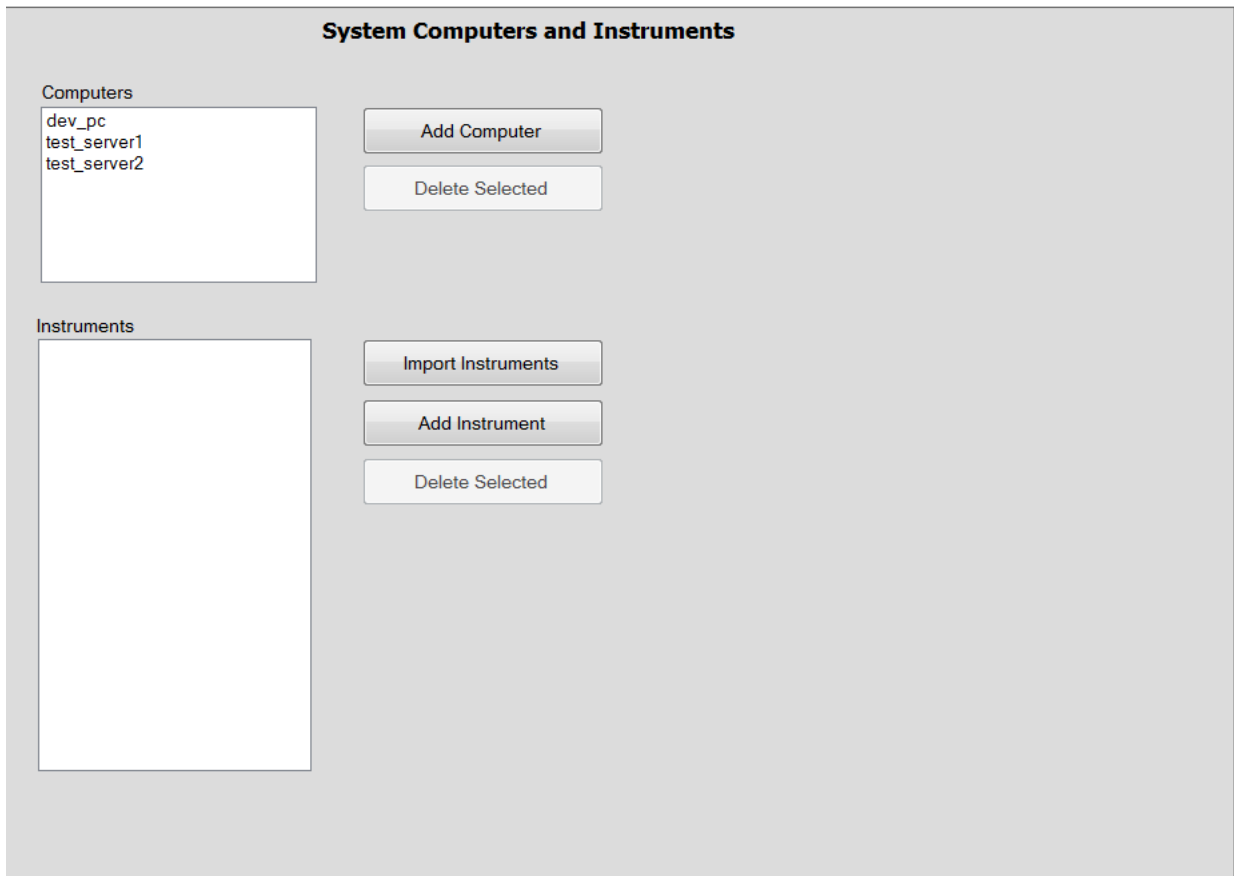 System Computers and Instruments
Computers
dev_pc
test_server1
test_server2
Add Computer
Delete Selected
Instruments
Import Instruments
Add Instrument
Delete Selected